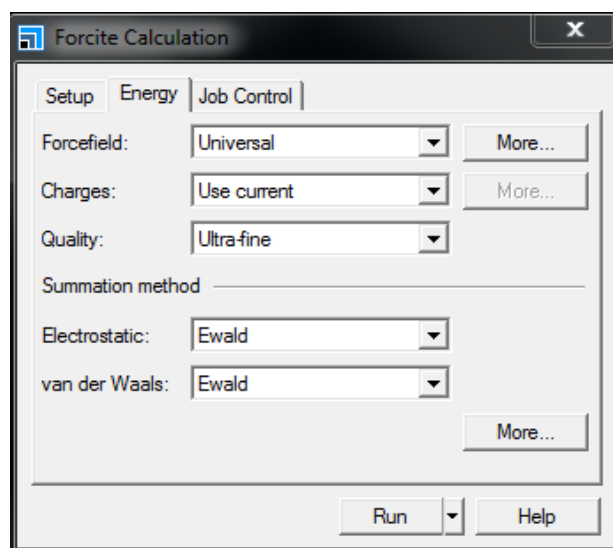 Forcite Calculation
Setup Energy Job Control
Forcefield: Universal More...
Charges: Use current More...
Quality: Ultra-fine
Summation method
Electrostatic: Ewald
van der Waals: Ewald
More...
Run Help